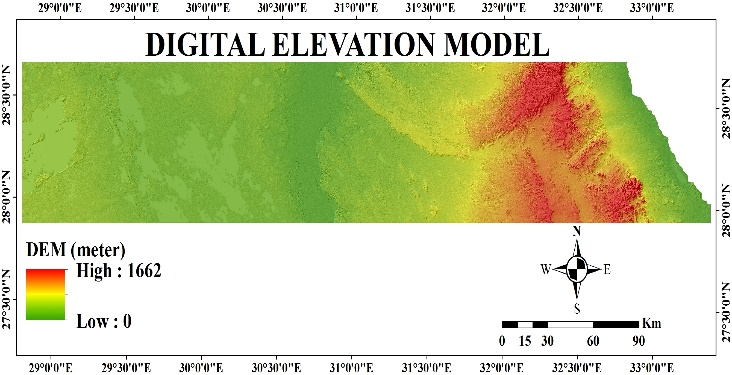 29°0'0"E 29°30'0"E 30°0'0"E 30°30'0"E 31°0'0"E 31°30'0"E 32°0'0"E 32°30'0"E 33°0'0"E
DIGITAL ELEVATION MODEL
28°30'0"N 28°30'0"N
28°0'0"N 28°0'0"N
27°30'0"N 27°30'0"N
DEM (meter)
High : 1662
Low : 0
N
W E
S
Km
0 15 30 60 90
29°0'0"E 29°30'0"E 30°0'0"E 30°30'0"E 31°0'0"E 31°30'0"E 32°0'0"E 32°30'0"E 33°0'0"E